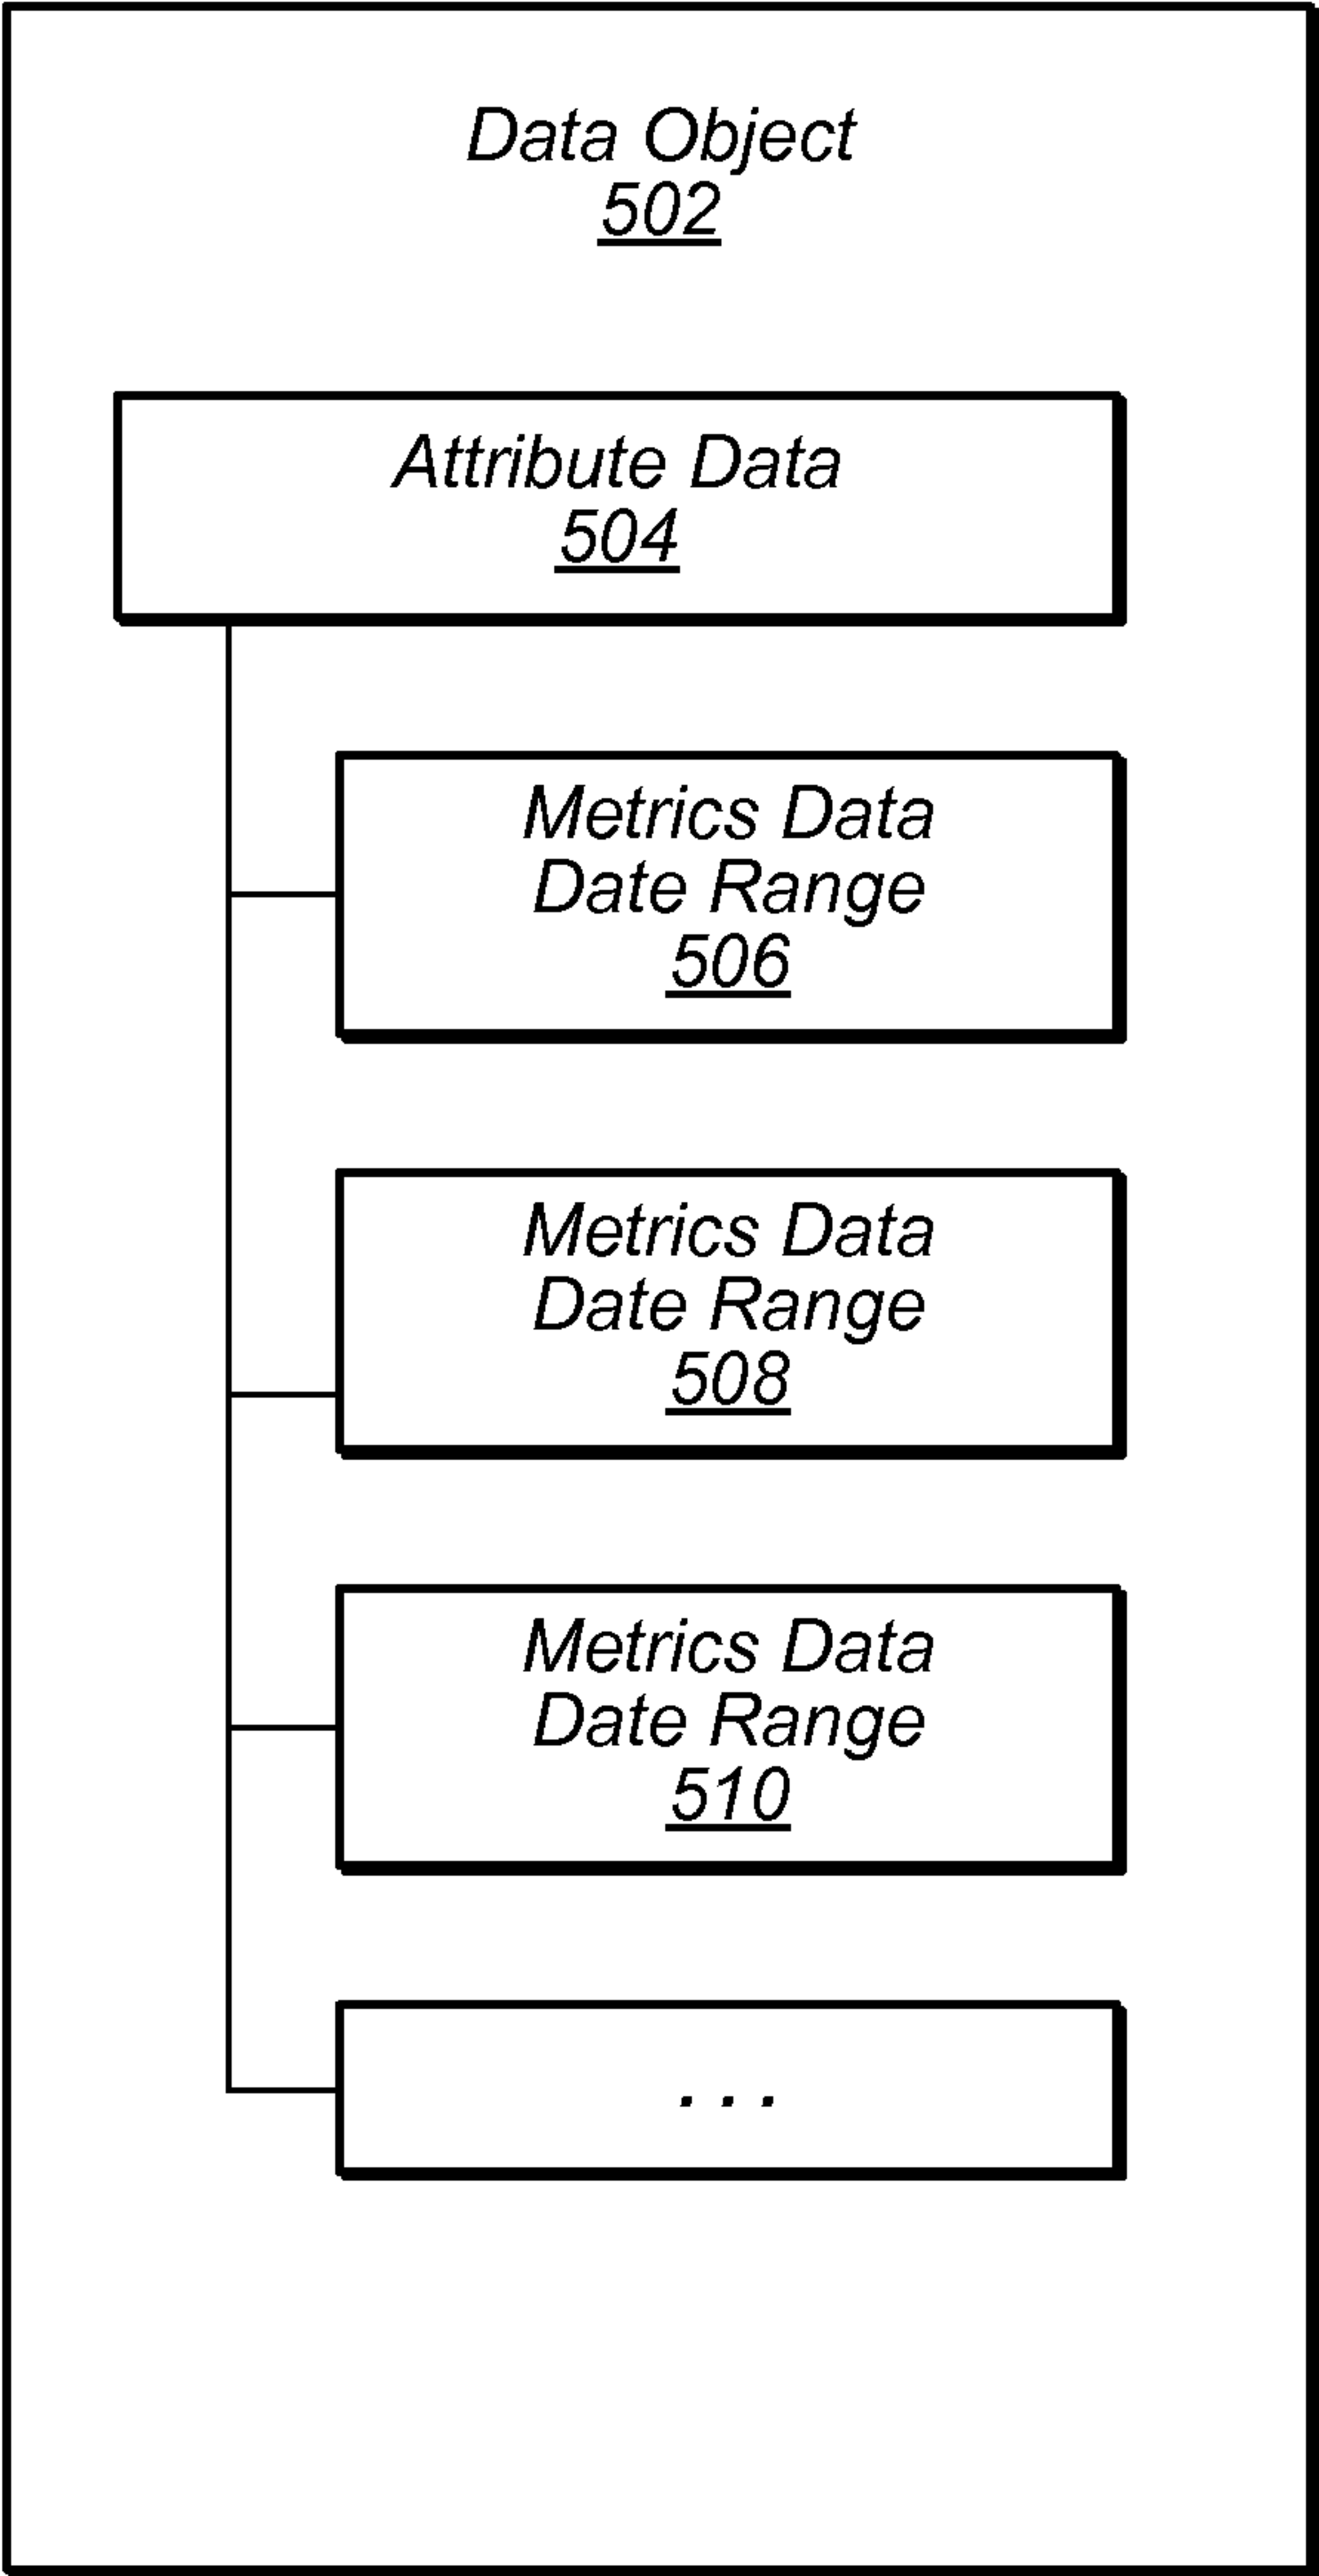 Data Object
502
Attribute Data
504
Metrics Data
Date Range
506
Metrics Data
Date Range
508
Metrics Data
Date Range
510
...